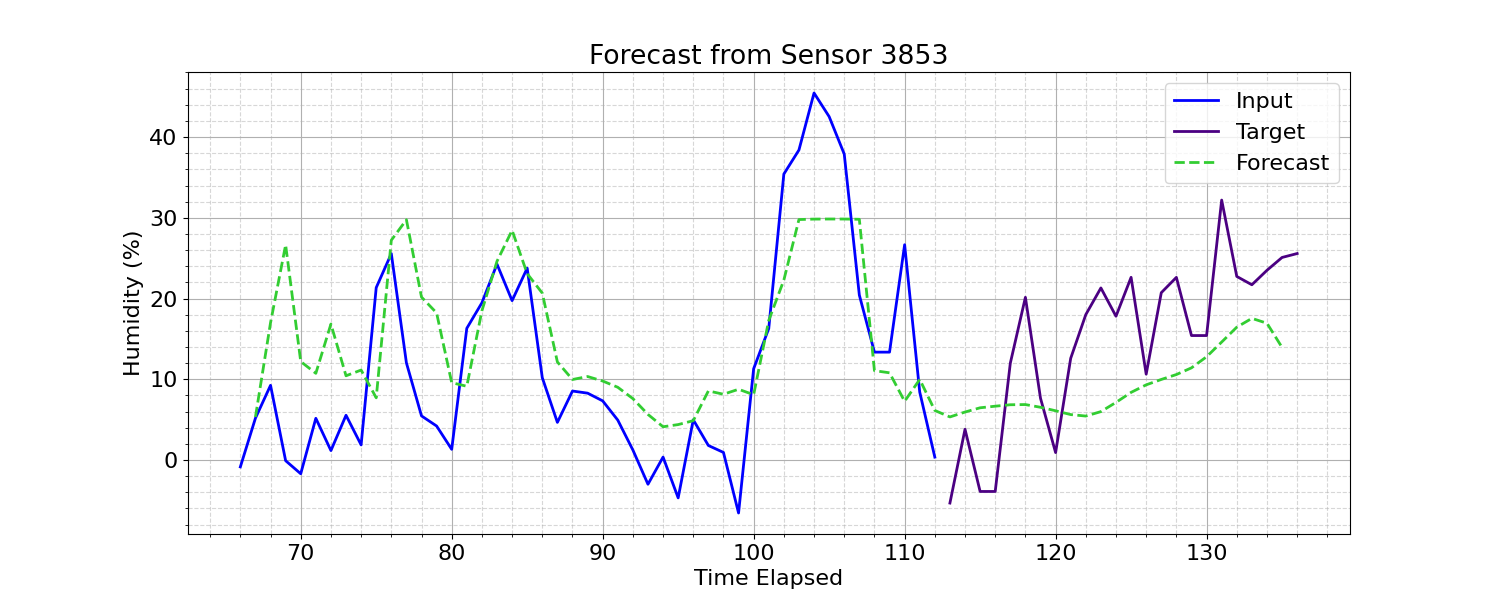 Forecast from Sensor 3853
Humidity (%)
40
30
20
10
0
70 80 90 100 110 120 130
Time Elapsed
Input
Target
Forecast